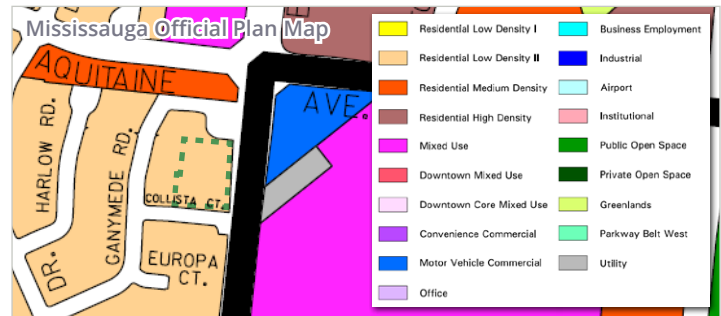 Mississauga Official Plan Map
AQUITAINE
AVE.
HARLOW RD.
GANYMEDE RD.
COLLISTA CT.
EUROPA
CT.
DR.
Residential Low Density I
Residential Low Density II
Residential Medium Density
Residential High Density
Mixed Use
Downtown Mixed Use
Downtown Core Mixed Use
Convenience Commercial
Motor Vehicle Commercial
Office
Business Employment
Industrial
Airport
Institutional
Public Open Space
Private Open Space
Greenlands
Parkway Belt West
Utility